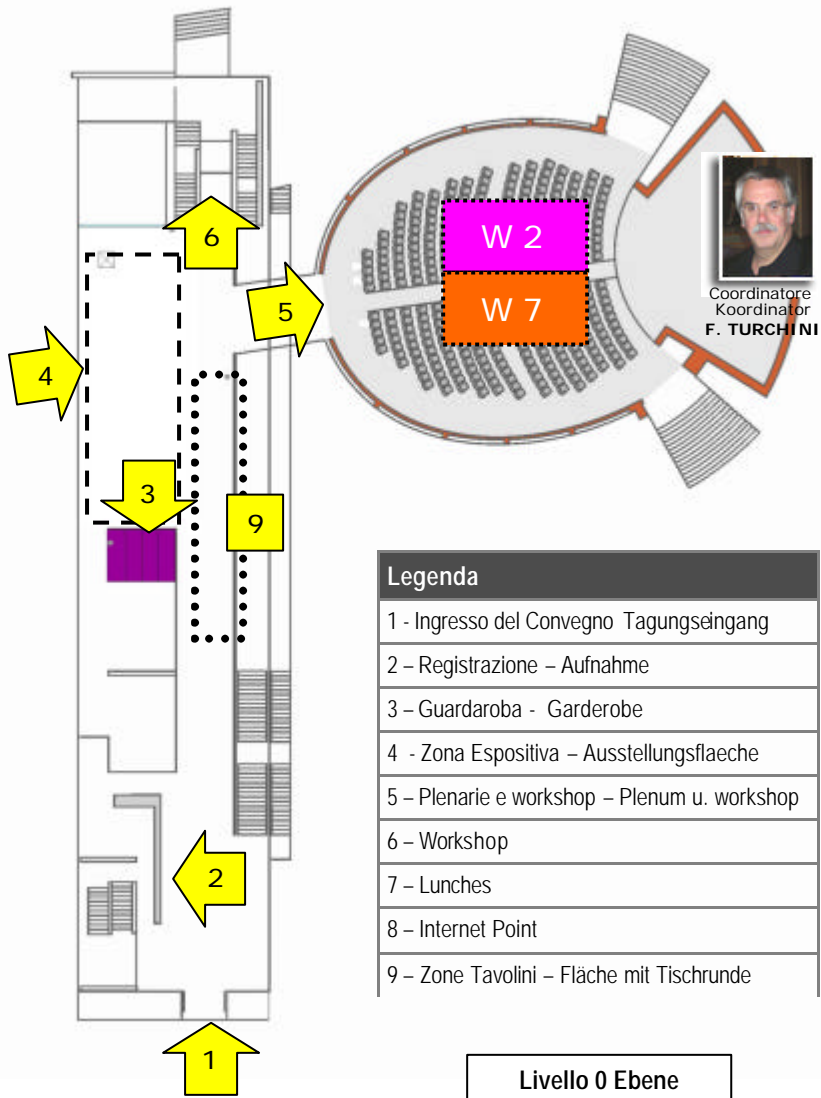 6
W 2
5
W 7
Coordinatore
Koordinator
F. TURCHINI
4
3
9
Legenda
1 - Ingresso del Convegno Tagungseingang
2 – Registrazione – Aufnahme
3 – Guardaroba - Garderobe
4 - Zona Espositiva – Ausstellungsflaeche
5 – Plenarie e workshop – Plenum u. workshop
6 – Workshop
7 – Lunches
8 – Internet Point
9 – Zone Tavolini – Fläche mit Tischrunde
2
1
Livello 0 Ebene